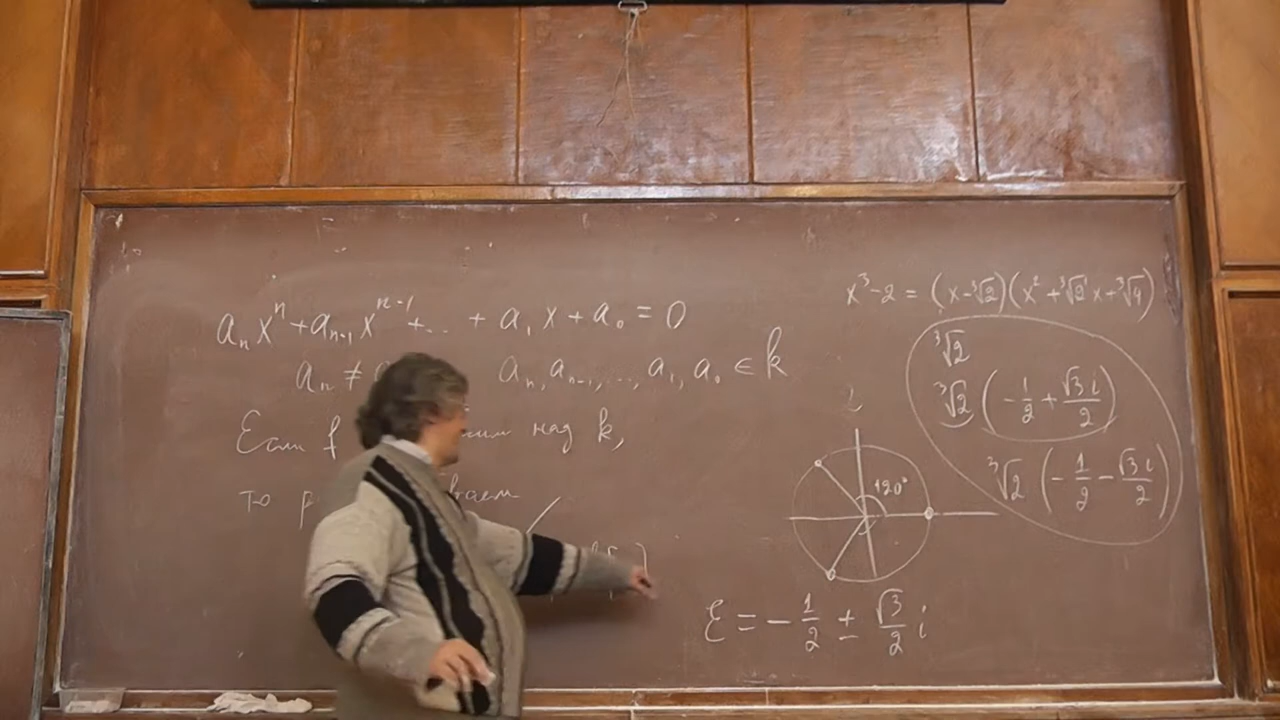 aₙxⁿ + aₙ₋₁xⁿ⁻¹ + ... + a₁x + a₀ = 0
aₙ ≠ aₙ, aₙ₋₁, ..., a₁, a₀ ∈ k
Если f над k,
то
x³ - 2 = (x - ∛2)(x² + ∛2 x + ∛4)
∛2
∛2 (-1/2 + √3 i/2)
∛2 (-1/2 - √3 i/2)
120°
ε = -1/2 ± √3/2 i